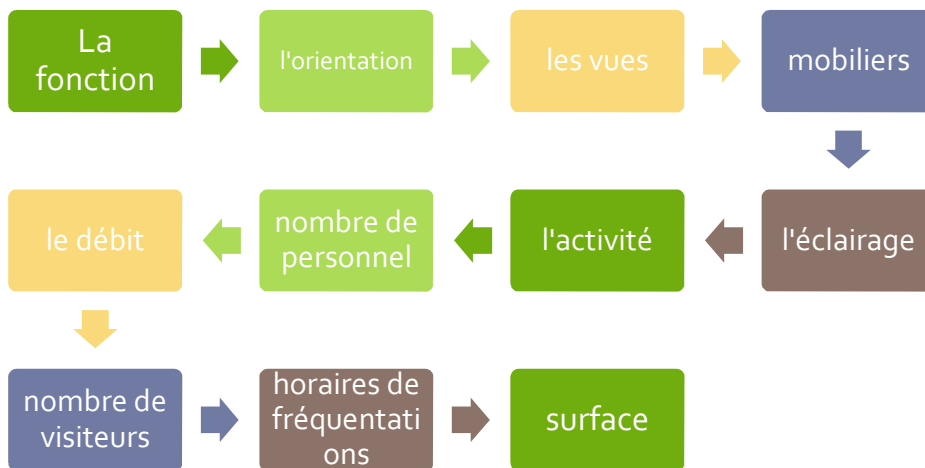 La
fonction
l'orientation
les vues
mobiliers
l'éclairage
l'activité
nombre de
personnel
le débit
nombre de
visiteurs
horaires de
fréquentati
ons
surface